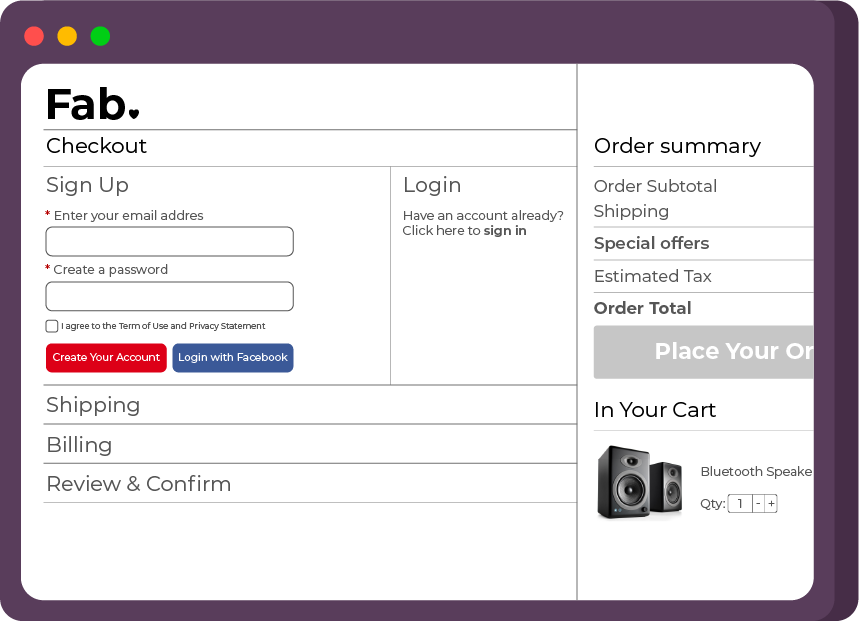 Fab.
Checkout
Sign Up
* Enter your email addres
* Create a password
I agree to the Term of Use and Privacy Statement
Create Your Account
Login with Facebook
Login
Have an account already?
Click here to sign in
Shipping
Billing
Review & Confirm
Order summary
Order Subtotal
Shipping
Special offers
Estimated Tax
Order Total
Place Your Or
In Your Cart
Bluetooth Speake
Qty: 1 - +